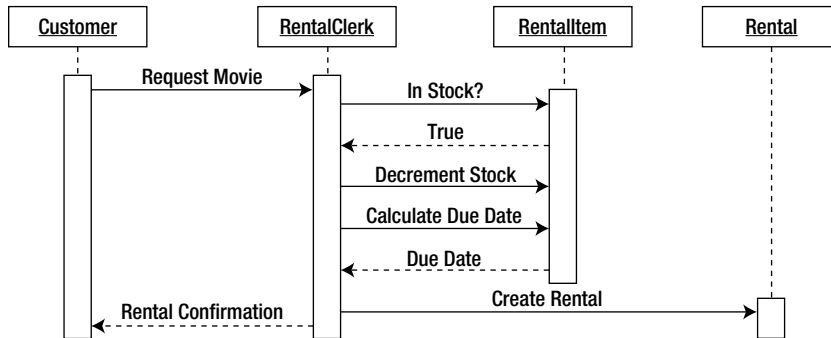 Customer
RentalClerk
RentalItem
Rental
Request Movie
In Stock?
True
Decrement Stock
Calculate Due Date
Due Date
Create Rental
Rental Confirmation